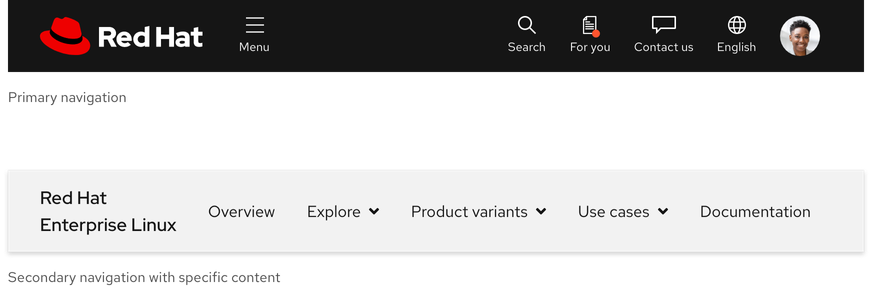 Red Hat
Menu
Search
For you
Contact us
English
Primary navigation
Red Hat
Enterprise Linux
Overview
Explore
Product variants
Use cases
Documentation
Secondary navigation with specific content